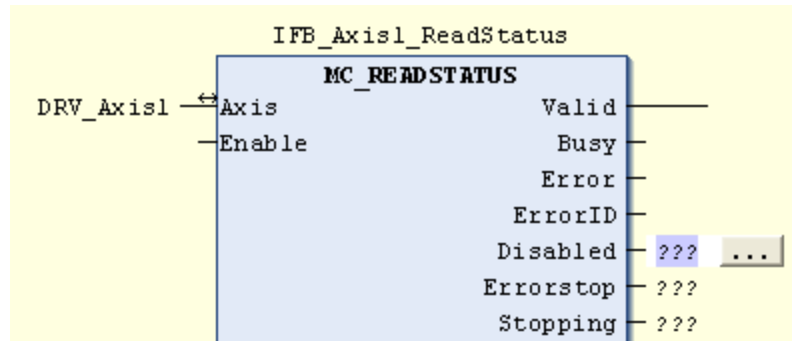 IFB_Axis1_ReadStatus
MC_READSTATUS
DRV_Axis1 Axis Valid
Enable Busy
Error
ErrorID
Disabled ??? ...
Errorstop ???
Stopping ???